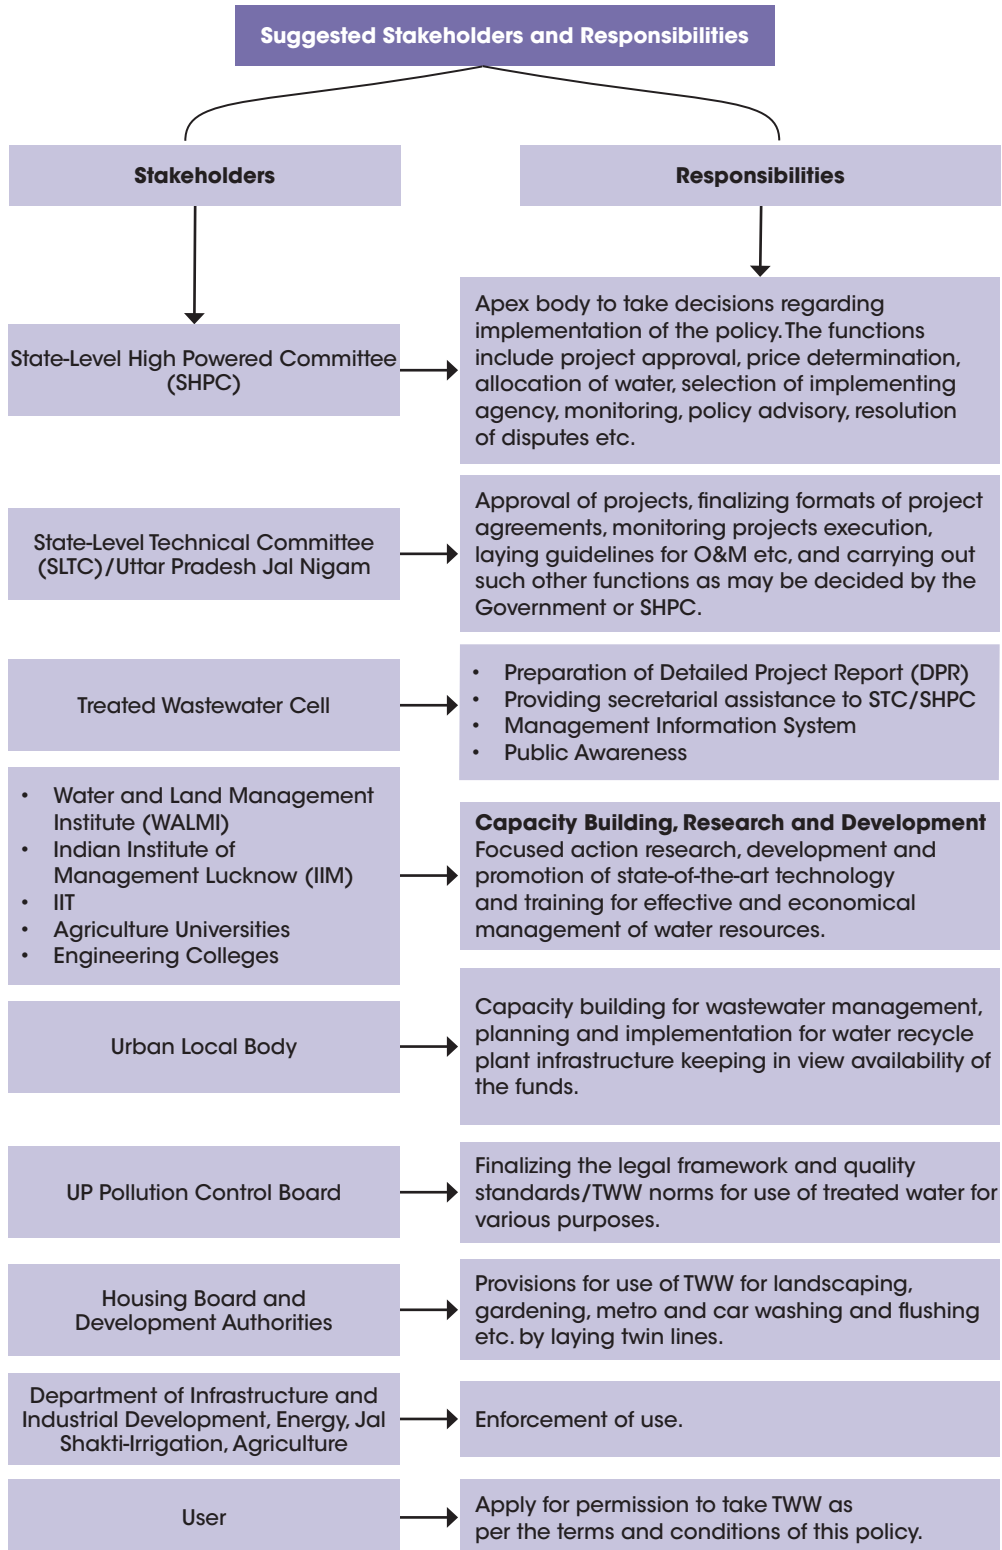 Suggested Stakeholders and Responsibilities
Stakeholders
Responsibilities
State-Level High Powered Committee
(SHPC)
Apex body to take decisions regarding
implementation of the policy. The functions
include project approval, price determination,
allocation of water, selection of implementing
agency, monitoring, policy advisory, resolution
of disputes etc.
State-Level Technical Committee
(SLTC)/Uttar Pradesh Jal Nigam
Approval of projects, finalizing formats of project
agreements, monitoring projects execution,
laying guidelines for O&M etc, and carrying out
such other functions as may be decided by the
Government or SHPC.
Treated Wastewater Cell
• Preparation of Detailed Project Report (DPR)
• Providing secretarial assistance to STC/SHPC
• Management Information System
• Public Awareness
• Water and Land Management
Institute (WALMI)
• Indian Institute of
Management Lucknow (IIM)
• IIT
• Agriculture Universities
• Engineering Colleges
Capacity Building, Research and Development
Focused action research, development and
promotion of state-of-the-art technology
and training for effective and economical
management of water resources.
Urban Local Body
Capacity building for wastewater management,
planning and implementation for water recycle
plant infrastructure keeping in view availability of
the funds.
UP Pollution Control Board
Finalizing the legal framework and quality
standards/TWW norms for use of treated water for
various purposes.
Housing Board and
Development Authorities
Provisions for use of TWW for landscaping,
gardening, metro and car washing and flushing
etc. by laying twin lines.
Department of Infrastructure and
Industrial Development, Energy, Jal
Shakti-Irrigation, Agriculture
Enforcement of use.
User
Apply for permission to take TWW as
per the terms and conditions of this policy.